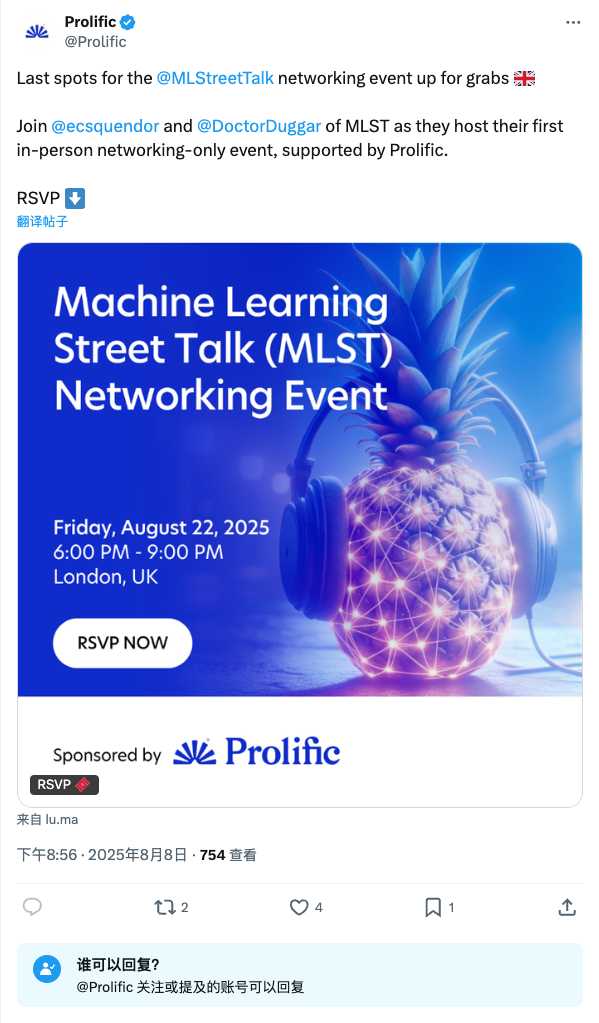 Prolific
@Prolific
Last spots for the @MLStreetTalk networking event up for grabs 🇬🇧
Join @ecsquendor and @DoctorDuggar of MLST as they host their first
in-person networking-only event, supported by Prolific.
RSVP ⬇️
翻译帖子
Machine Learning
Street Talk (MLST)
Networking Event
Friday, August 22, 2025
6:00 PM - 9:00 PM
London, UK
RSVP NOW
Sponsored by Prolific
RSVP 🎟️
来自 lu.ma
下午8:56 · 2025年8月8日 · 754 查看
2 4 1
谁可以回复?
@Prolific 关注或提及的账号可以回复